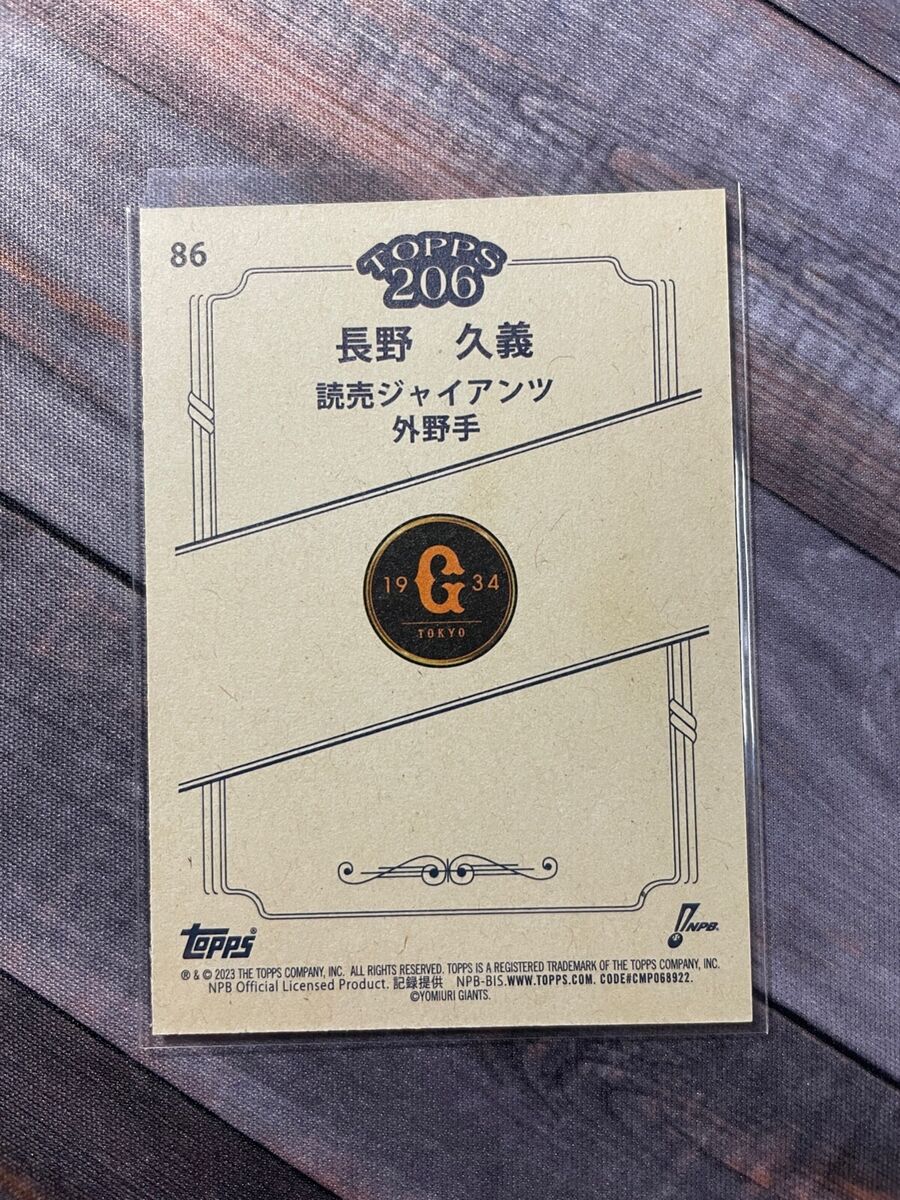 86
TOPPS
206
長野　久義
読売ジャイアンツ
外野手
19 G 34
TOKYO
topps®
NPB®
® & © 2023 THE TOPPS COMPANY, INC. ALL RIGHTS RESERVED. TOPPS IS A REGISTERED TRADEMARK OF THE TOPPS COMPANY, INC.
NPB Official Licensed Product. 記録提供 NPB-BIS.WWW.TOPPS.COM. CODE#CMP068922.
©YOMIURI GIANTS.